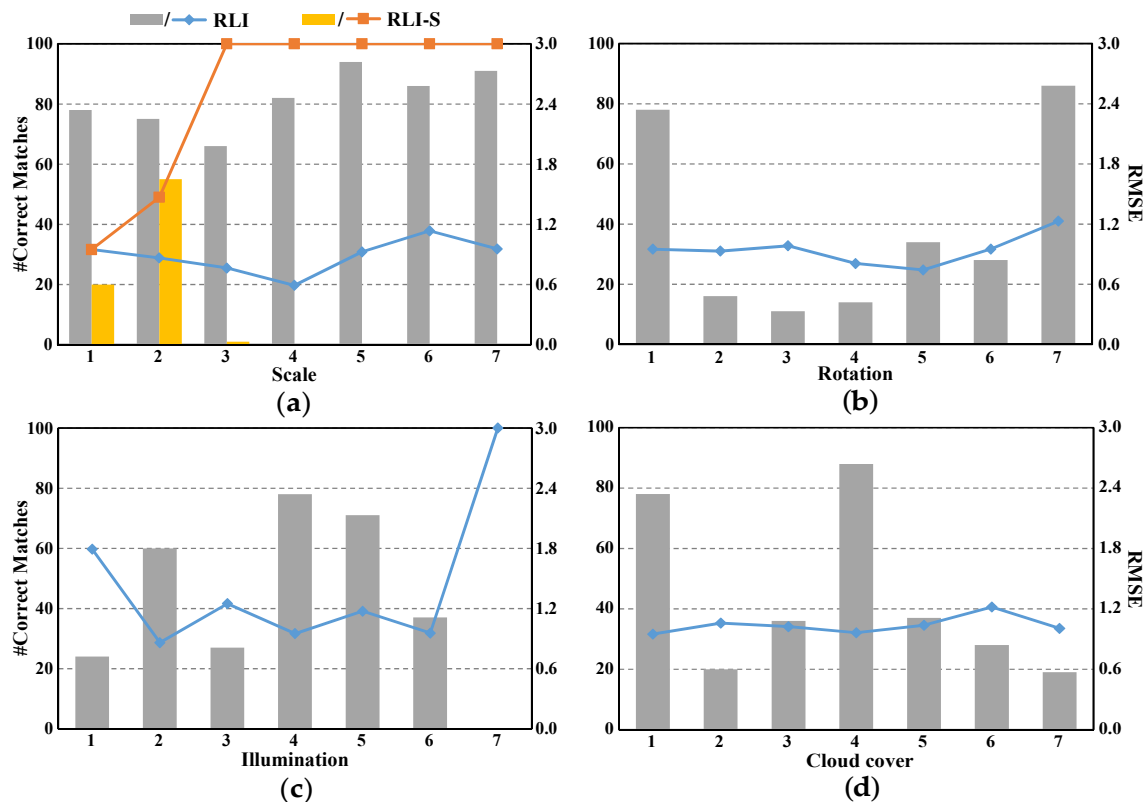 / RLI / RLI-S
100 3.0
80 2.4
60 1.8
40 1.2
20 0.6
0 0.0
1 2 3 4 5 6 7
#Correct Matches
Scale
(a)
100 3.0
80 2.4
60 1.8
40 1.2
20 0.6
0 0.0
1 2 3 4 5 6 7
RMSE
Rotation
(b)
100 3.0
80 2.4
60 1.8
40 1.2
20 0.6
0 0.0
1 2 3 4 5 6 7
#Correct Matches
Illumination
(c)
100 3.0
80 2.4
60 1.8
40 1.2
20 0.6
0 0.0
1 2 3 4 5 6 7
RMSE
Cloud cover
(d)